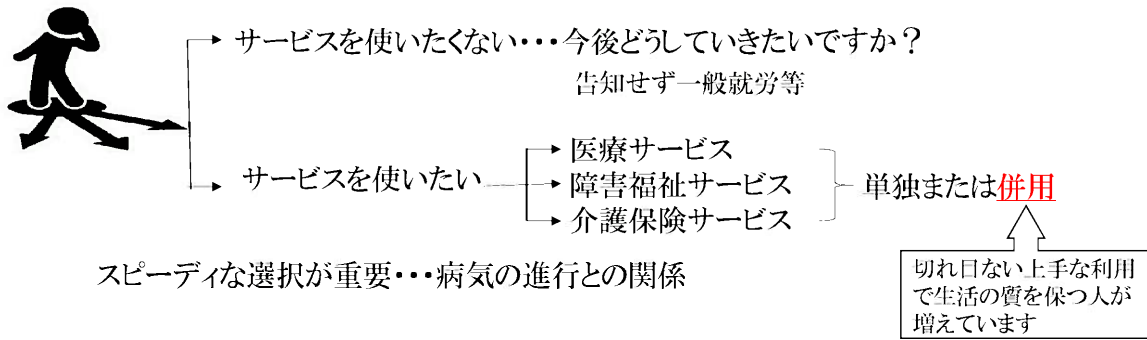 サービスを使いたくない・・・今後どうしていきたいですか？
告知せず一般就労等
サービスを使いたい
医療サービス
障害福祉サービス
介護保険サービス
単独または併用
スピーディな選択が重要・・・病気の進行との関係
切れ目ない上手な利用
で生活の質を保つ人が
増えています